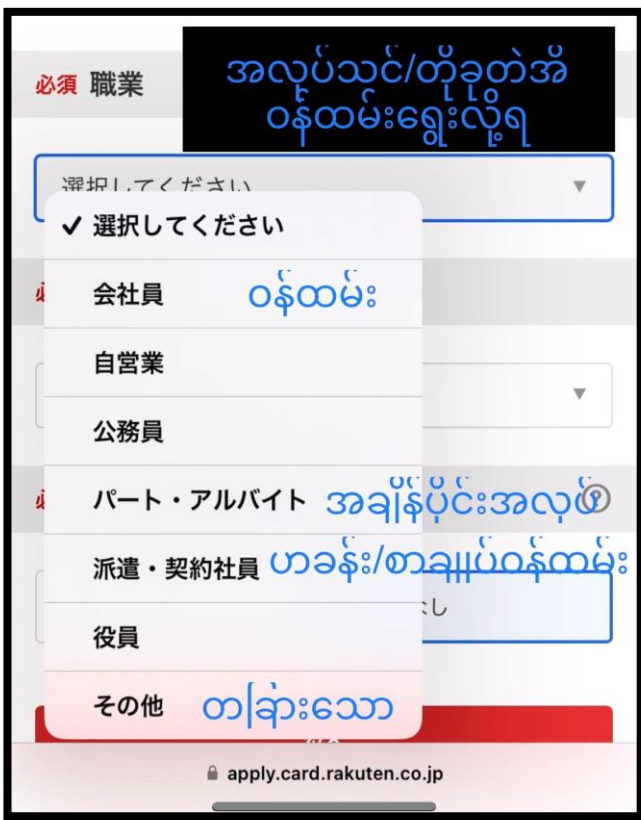 必須 職業
အလုပ်သင်/တိုခုတဲအိ
ဝန်ထမ်းရွေးလို့ရ
選択してください
✓ 選択してください
会社員 ဝန်ထမ်း
自営業
公務員
パート・アルバイト အချိန်ပိုင်းအလုပ်
派遣・契約社員 ဟခန်း/စာချုပ်ဝန်ထမ်း
役員
その他 တခြားသော
apply.card.rakuten.co.jp